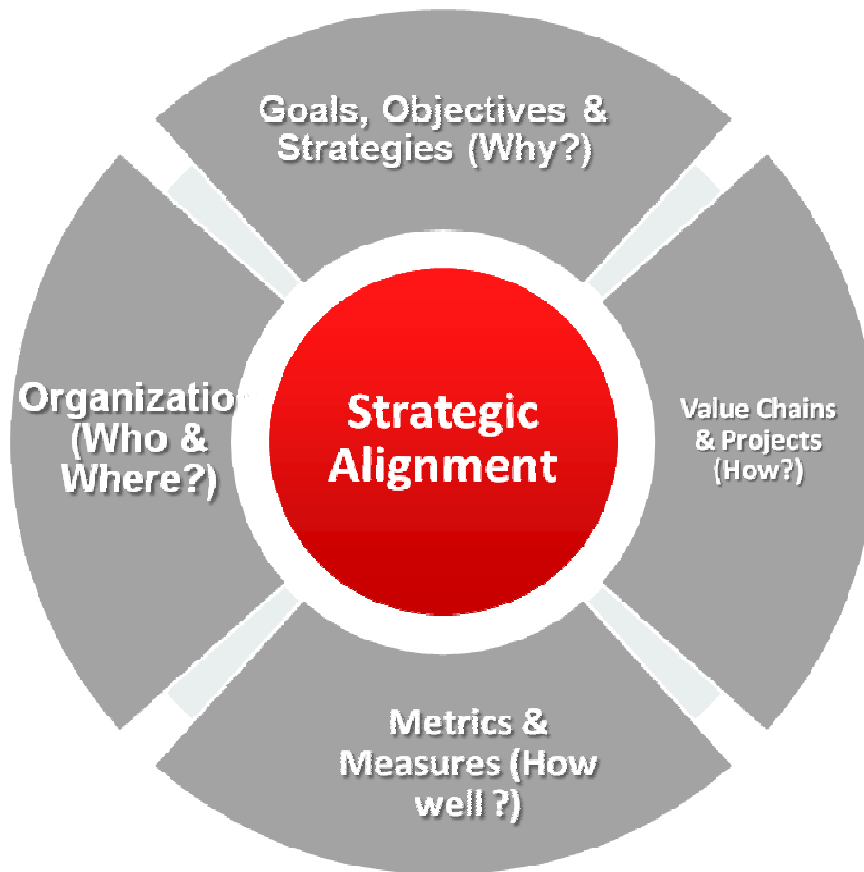 Goals, Objectives &
Strategies (Why?)
Organizatio
(Who &
Where?)
Strategic
Alignment
Value Chains
& Projects
(How?)
Metrics &
Measures (How
well ?)